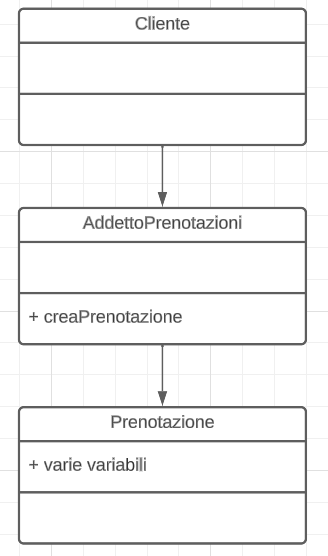 Cliente
AddettoPrenotazioni
+ creaPrenotazione
Prenotazione
+ varie variabili